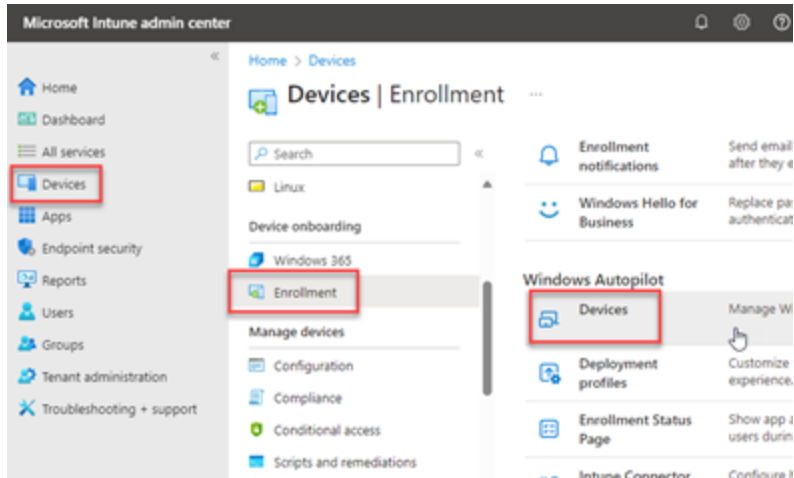 Microsoft Intune admin center
Home
Dashboard
All services
Devices
Apps
Endpoint security
Reports
Users
Groups
Tenant administration
Troubleshooting + support
Home > Devices
Devices | Enrollment
Search
Linux
Device onboarding
Windows 365
Enrollment
Manage devices
Configuration
Compliance
Conditional access
Scripts and remediations
Enrollment
notifications
Send email
after they e
Windows Hello for
Business
Replace pa
authenticat
Windows Autopilot
Devices
Manage Wi
Deployment
profiles
Customize
experience.
Enrollment Status
Page
Show app a
users durin
Intune Connector
Configure